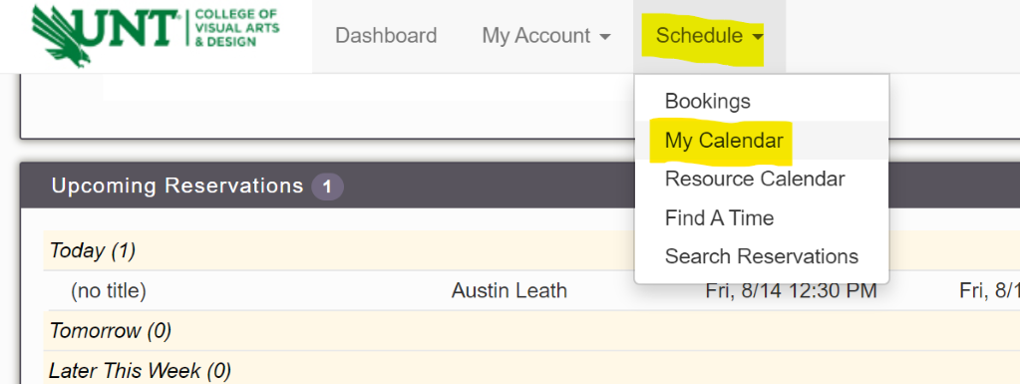 UNT COLLEGE OF
VISUAL ARTS
& DESIGN
Dashboard My Account Schedule
Bookings
My Calendar
Resource Calendar
Find A Time
Search Reservations
Upcoming Reservations 1
Today (1)
(no title) Austin Leath Fri, 8/14 12:30 PM Fri, 8/1
Tomorrow (0)
Later This Week (0)